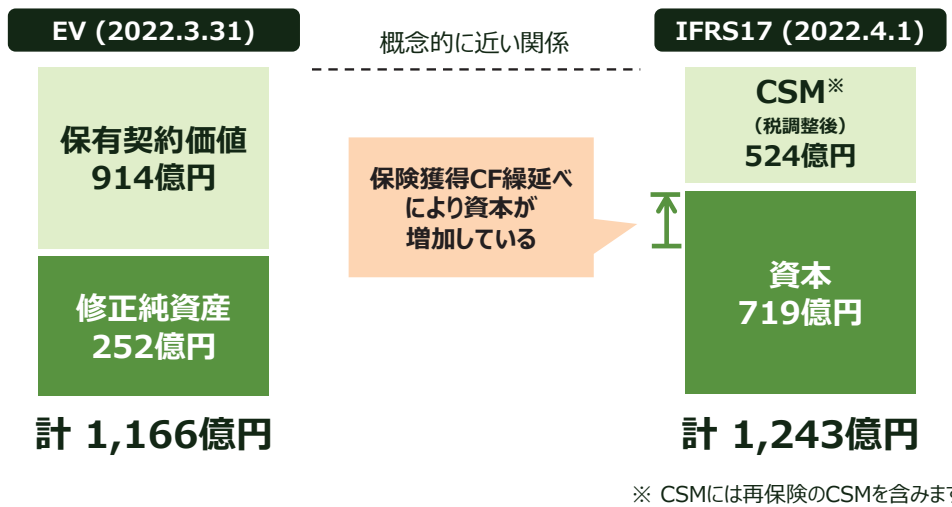 EV (2022.3.31)
保有契約価値
914億円
修正純資産
252億円
計 1,166億円
概念的に近い関係
保険獲得CF繰延べ
により資本が
増加している
IFRS17 (2022.4.1)
CSM※
（税調整後）
524億円
資本
719億円
計 1,243億円
※ CSMには再保険のCSMを含みます